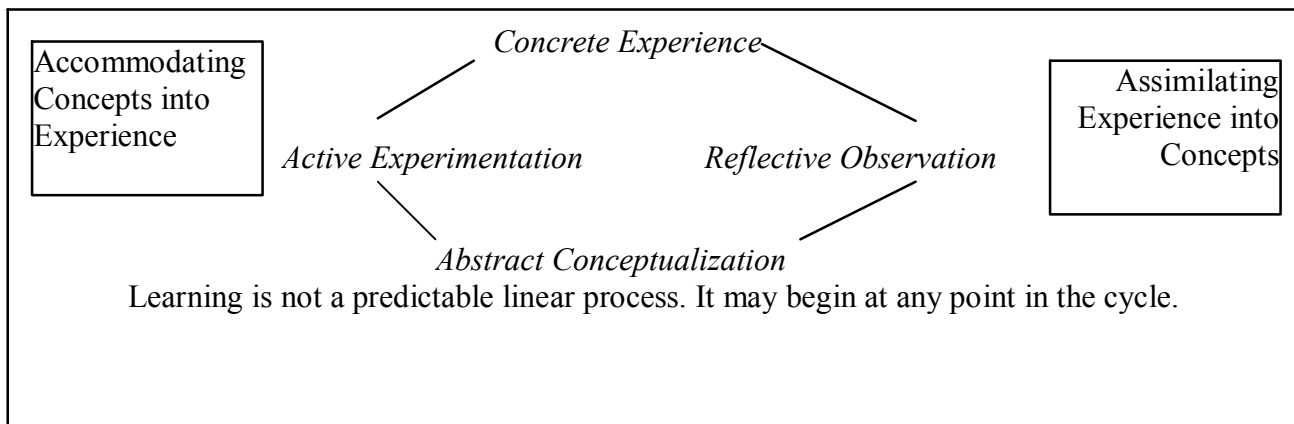 Concrete Experience
Accommodating
Concepts into
Experience
Assimilating
Experience into
Concepts
Active Experimentation
Reflective Observation
Abstract Conceptualization
Learning is not a predictable linear process. It may begin at any point in the cycle.